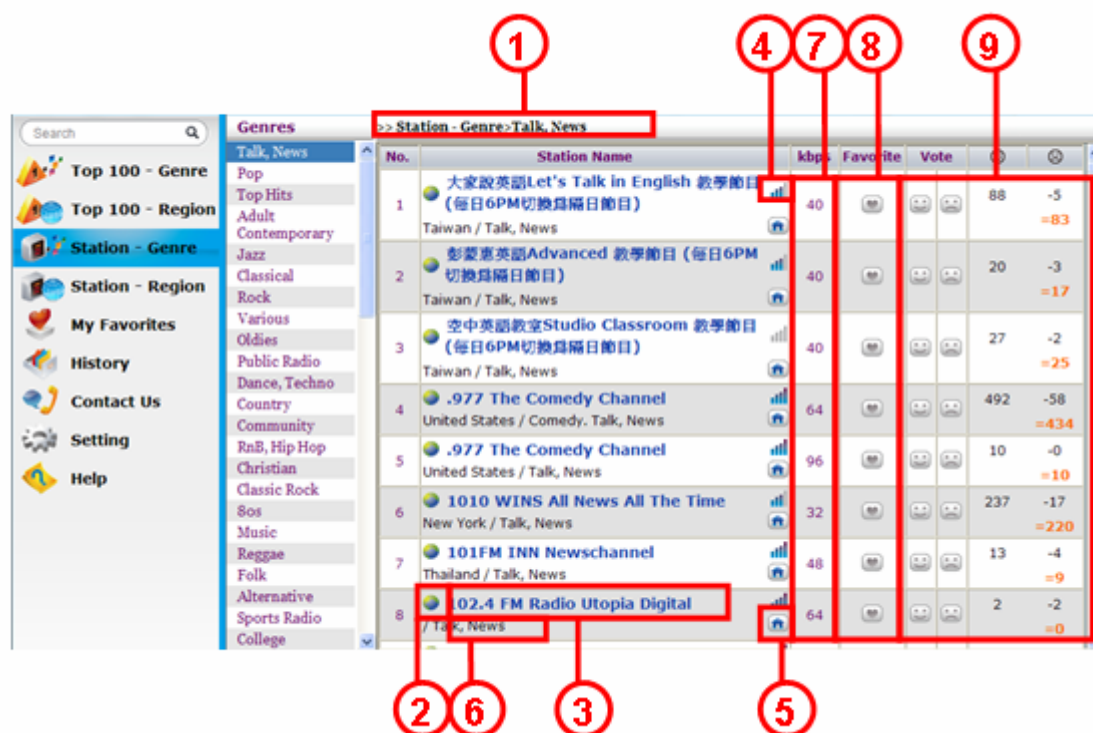 1
4
7
8
9
Search
Top 100 - Genre
Top 100 - Region
Station - Genre
Station - Region
My Favorites
History
Contact Us
Setting
Help
Genres
Talk, News
Pop
Top Hits
Adult
Contemporary
Jazz
Classical
Rock
Various
Oldies
Public Radio
Dance, Techno
Country
Community
RnB, Hip Hop
Christian
Classic Rock
80s
Music
Reggae
Folk
Alternative
Sports Radio
College
>> Station - Genre>Talk, News
No. Station Name kbps Favorite Vote
1 大家說英語Let's Talk in English 教學節目 40 88 -5
(每日6PM切換爲隔日節目) =83
Taiwan / Talk, News
2 彭蒙惠英語Advanced 教學節目 (每日6PM 40 20 -3
切換爲隔日節目) =17
Taiwan / Talk, News
3 空中英語教室Studio Classroom 教學節目 40 27 -2
(每日6PM切換爲隔日節目) =25
Taiwan / Talk, News
4 .977 The Comedy Channel 64 492 -58
United States / Comedy. Talk, News =434
5 .977 The Comedy Channel 96 10 -0
United States / Talk, News =10
6 1010 WINS All News All The Time 32 237 -17
New York / Talk, News =220
7 101FM INN Newschannel 48 13 -4
Thailand / Talk, News =9
8 102.4 FM Radio Utopia Digital 64 2 -2
/ Talk, News =0
2
6
3
5